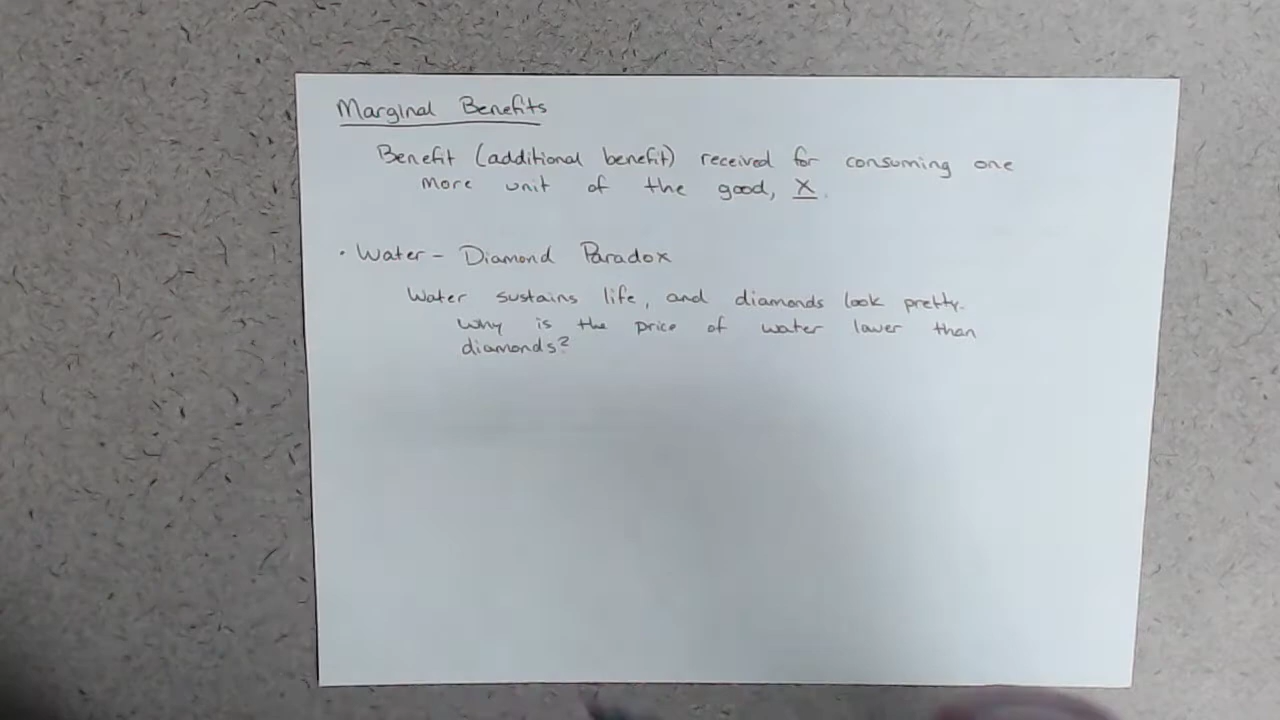 Marginal Benefits
Benefit (additional benefit) received for consuming one
more unit of the good, X.
• Water - Diamond Paradox
Water sustains life, and diamonds look pretty.
Why is the price of water lower than
diamonds?